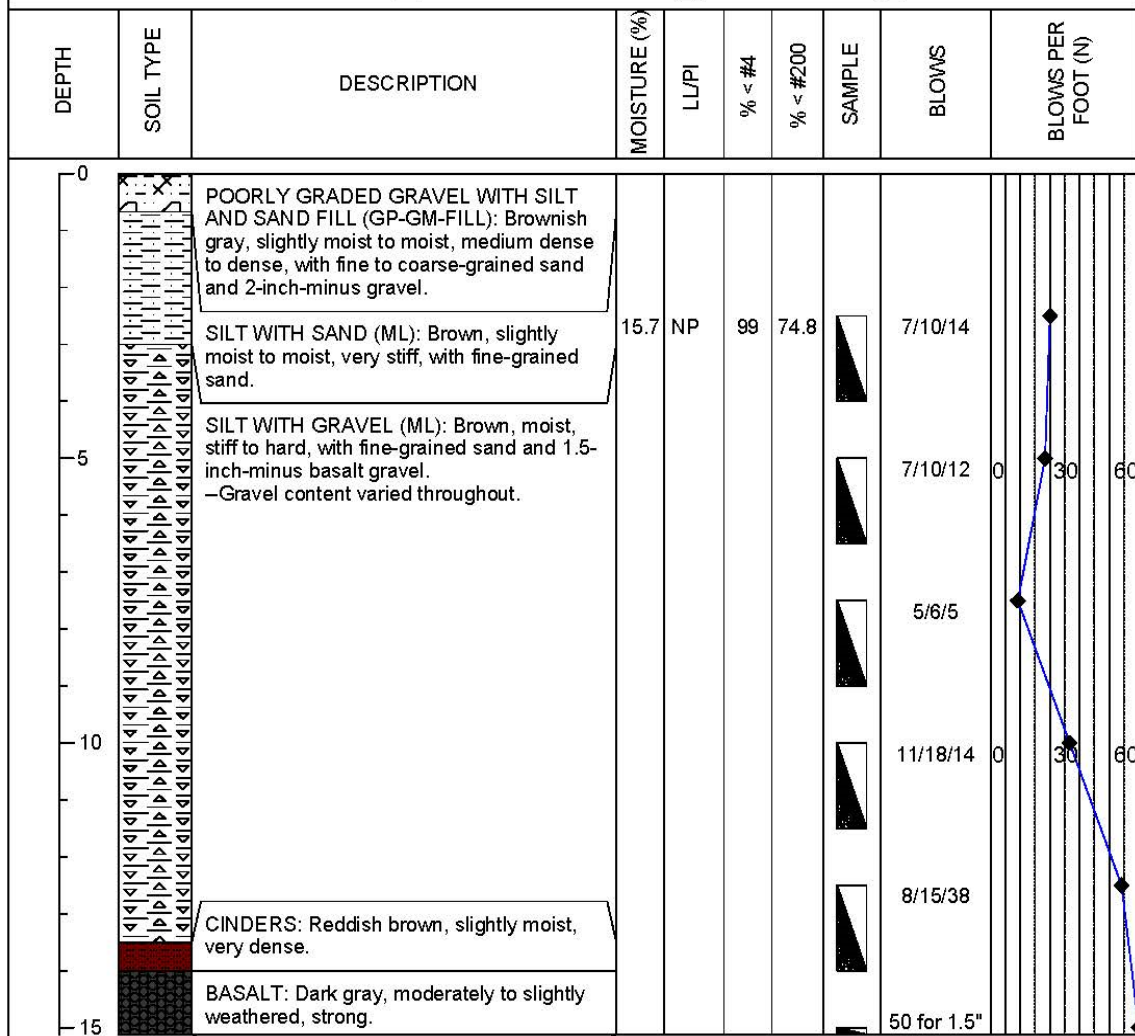 DEPTH
SOIL TYPE
DESCRIPTION
MOISTURE (%)
LL/PI
% < #4
% < #200
SAMPLE
BLOWS
BLOWS PER
FOOT (N)
0
POORLY GRADED GRAVEL WITH SILT
AND SAND FILL (GP-GM-FILL): Brownish
gray, slightly moist to moist, medium dense
to dense, with fine to coarse-grained sand
and 2-inch-minus gravel.
SILT WITH SAND (ML): Brown, slightly
moist to moist, very stiff, with fine-grained
sand.
15.7 NP 99 74.8 7/10/14
SILT WITH GRAVEL (ML): Brown, moist,
stiff to hard, with fine-grained sand and 1.5-
inch-minus basalt gravel.
–Gravel content varied throughout.
5
7/10/12 0 30 60
5/6/5
10
11/18/14 0 30 60
8/15/38
CINDERS: Reddish brown, slightly moist,
very dense.
BASALT: Dark gray, moderately to slightly
weathered, strong.
15
50 for 1.5"